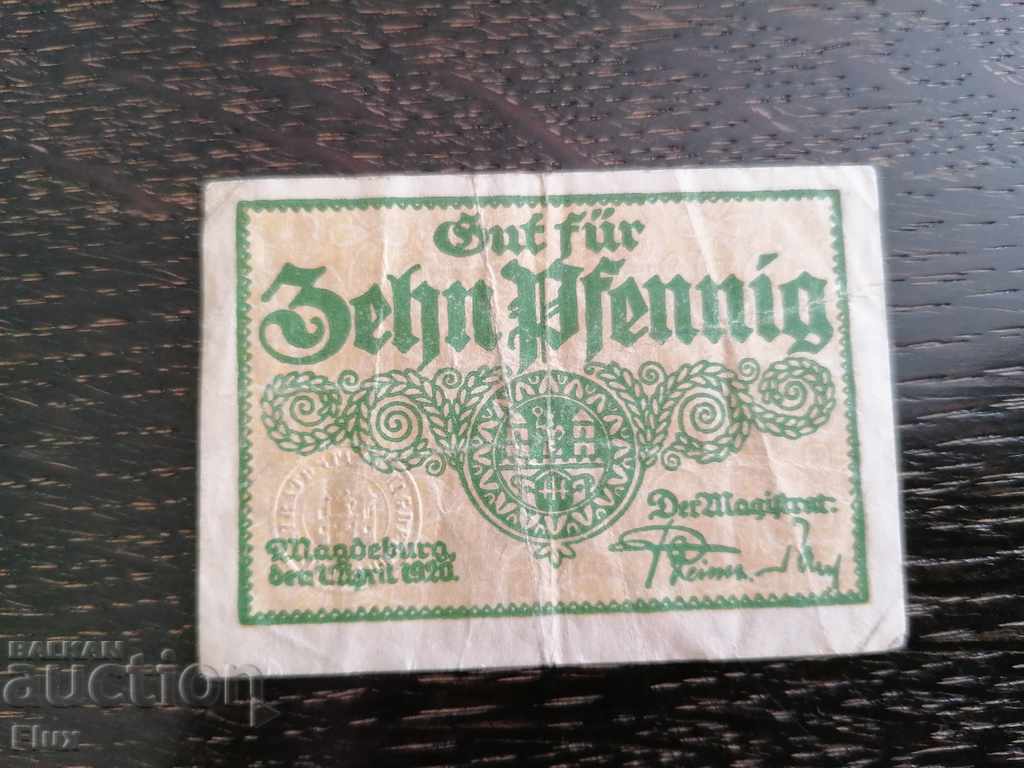 Gut für
Zehn Pfennig
Der Magistrat.
Magdeburg,
den 1. April 1920.
BALKAN
auction
Elux